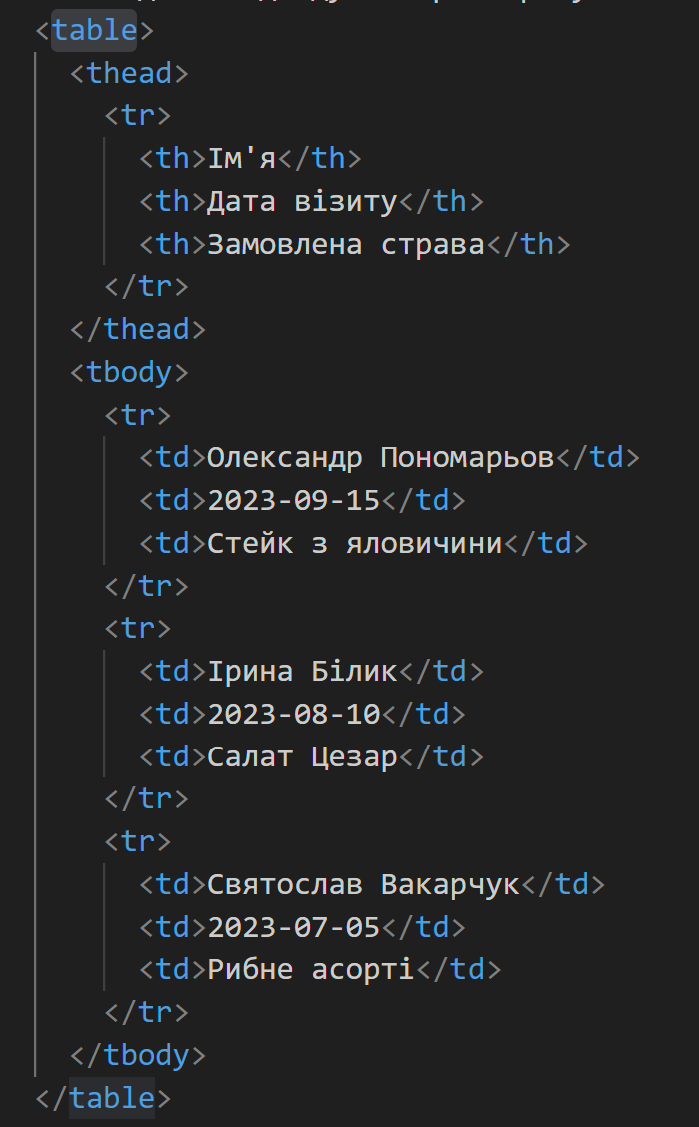 <table>
<thead>
<tr>
<th>Ім'я</th>
<th>Дата візиту</th>
<th>Замовлена страва</th>
</tr>
</thead>
<tbody>
<tr>
<td>Олександр Пономарьов</td>
<td>2023-09-15</td>
<td>Стейк з яловичини</td>
</tr>
<tr>
<td>Ірина Білик</td>
<td>2023-08-10</td>
<td>Салат Цезар</td>
</tr>
<tr>
<td>Святослав Вакарчук</td>
<td>2023-07-05</td>
<td>Рибне асорті</td>
</tr>
</tbody>
</table>